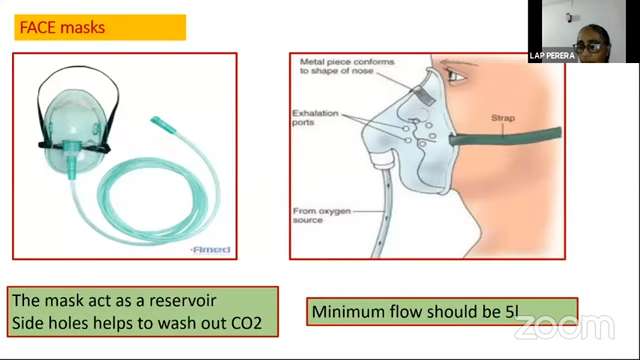 FACE masks
LAP PERERA
Metal piece conforms
to shape of nose
Exhalation
ports
Strap
From oxygen
source
Amed
The mask act as a reservoir
Side holes helps to wash out CO2
Minimum flow should be 5l
zoom